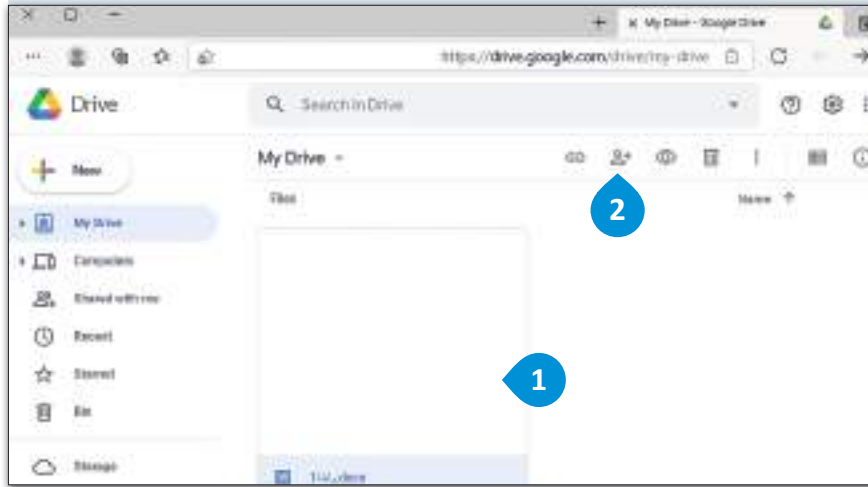 My Drive - Google Drive
https://drive.google.com/drive/my-drive
Drive
Search in Drive
New
My Drive
Files
Name
2
My Drive
Computers
Shared with me
Recent
Starred
1
Bin
Storage